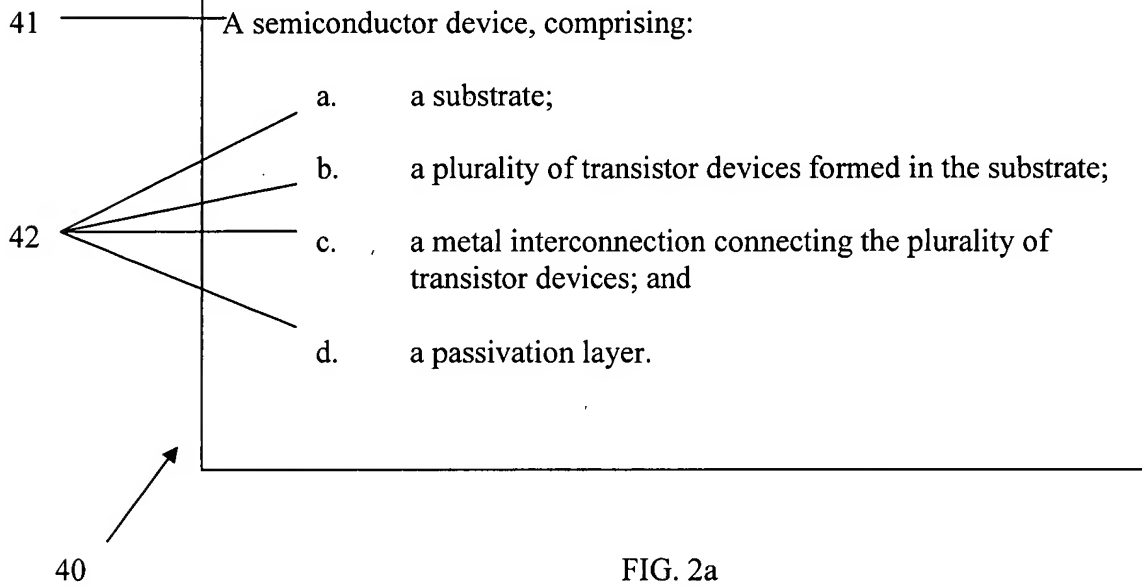 41 A semiconductor device, comprising:
a. a substrate;
b. a plurality of transistor devices formed in the substrate;
42 c. a metal interconnection connecting the plurality of
transistor devices; and
d. a passivation layer.
40 FIG. 2a